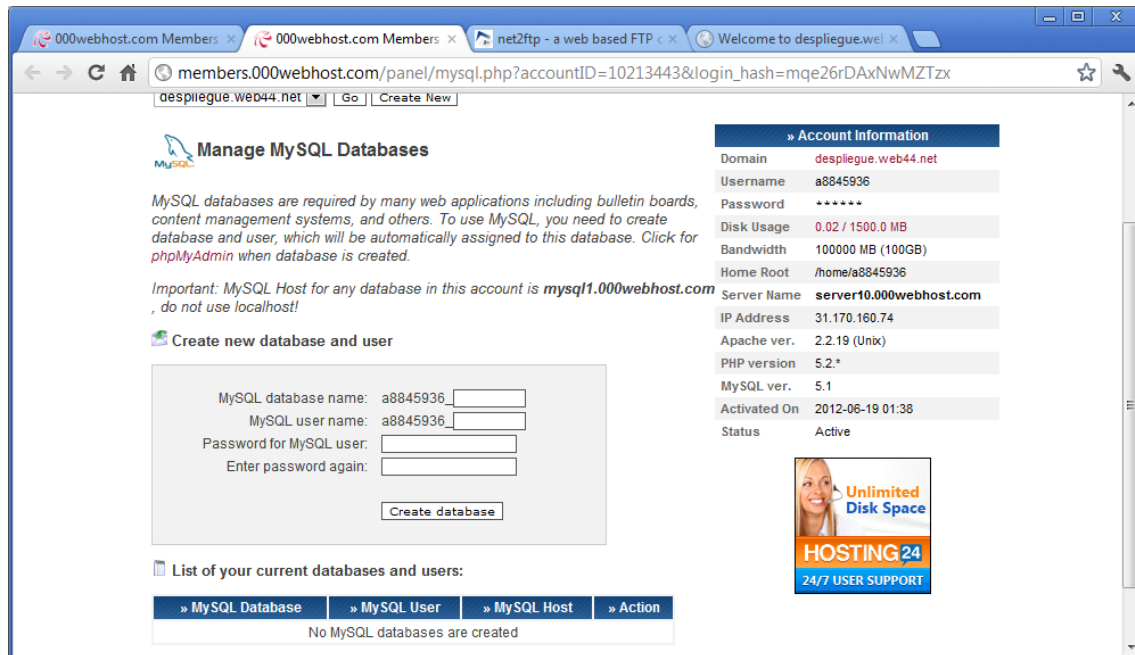 000webhost.com Members
000webhost.com Members
net2ftp - a web based FTP c
Welcome to despliegue.wel
members.000webhost.com/panel/mysql.php?accountID=10213443&login_hash=mqe26rDAxNwMZTzx
despliegue.web44.net Go Create New
MySQL
Manage MySQL Databases
MySQL databases are required by many web applications including bulletin boards,
content management systems, and others. To use MySQL, you need to create
database and user, which will be automatically assigned to this database. Click for
phpMyAdmin when database is created.
Important: MySQL Host for any database in this account is mysql1.000webhost.com
, do not use localhost!
Create new database and user
MySQL database name: a8845936_
MySQL user name: a8845936_
Password for MySQL user:
Enter password again:
Create database
List of your current databases and users:
» MySQL Database » MySQL User » MySQL Host » Action
No MySQL databases are created
» Account Information
Domain despliegue.web44.net
Username a8845936
Password ******
Disk Usage 0.02 / 1500.0 MB
Bandwidth 100000 MB (100GB)
Home Root /home/a8845936
Server Name server10.000webhost.com
IP Address 31.170.160.74
Apache ver. 2.2.19 (Unix)
PHP version 5.2.*
MySQL ver. 5.1
Activated On 2012-06-19 01:38
Status Active
Unlimited
Disk Space
HOSTING24
24/7 USER SUPPORT